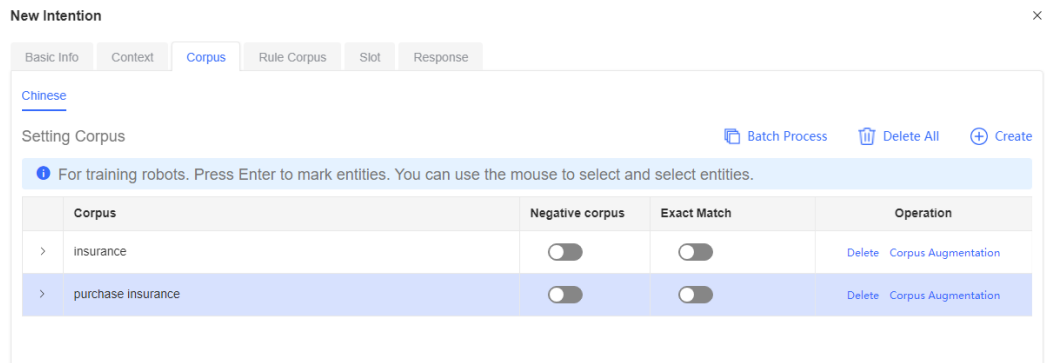 New Intention
Basic Info Context Corpus Rule Corpus Slot Response
Chinese
Setting Corpus Batch Process Delete All Create
For training robots. Press Enter to mark entities. You can use the mouse to select and select entities.
Corpus Negative corpus Exact Match Operation
insurance Delete Corpus Augmentation
purchase insurance Delete Corpus Augmentation